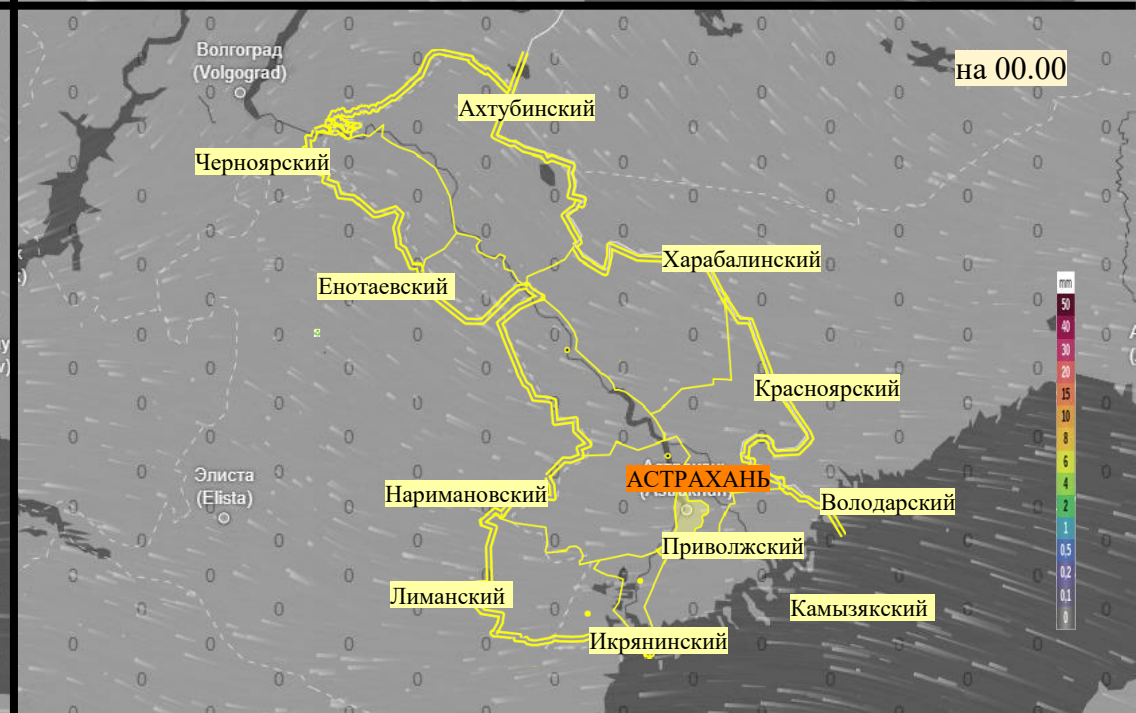 Волгоград
(Volgograd)
на 00.00
Ахтубинский
Черноярский
Харабалинский
Енотаевский
mm
50
40
30
20
15
10
8
6
4
2
1
0,5
0,2
0,1
0
Красноярский
Элиста
(Elista)
АСТРАХАНЬ
Наримановский
Володарский
Приволжский
Лиманский
Камызякский
Икрянинский